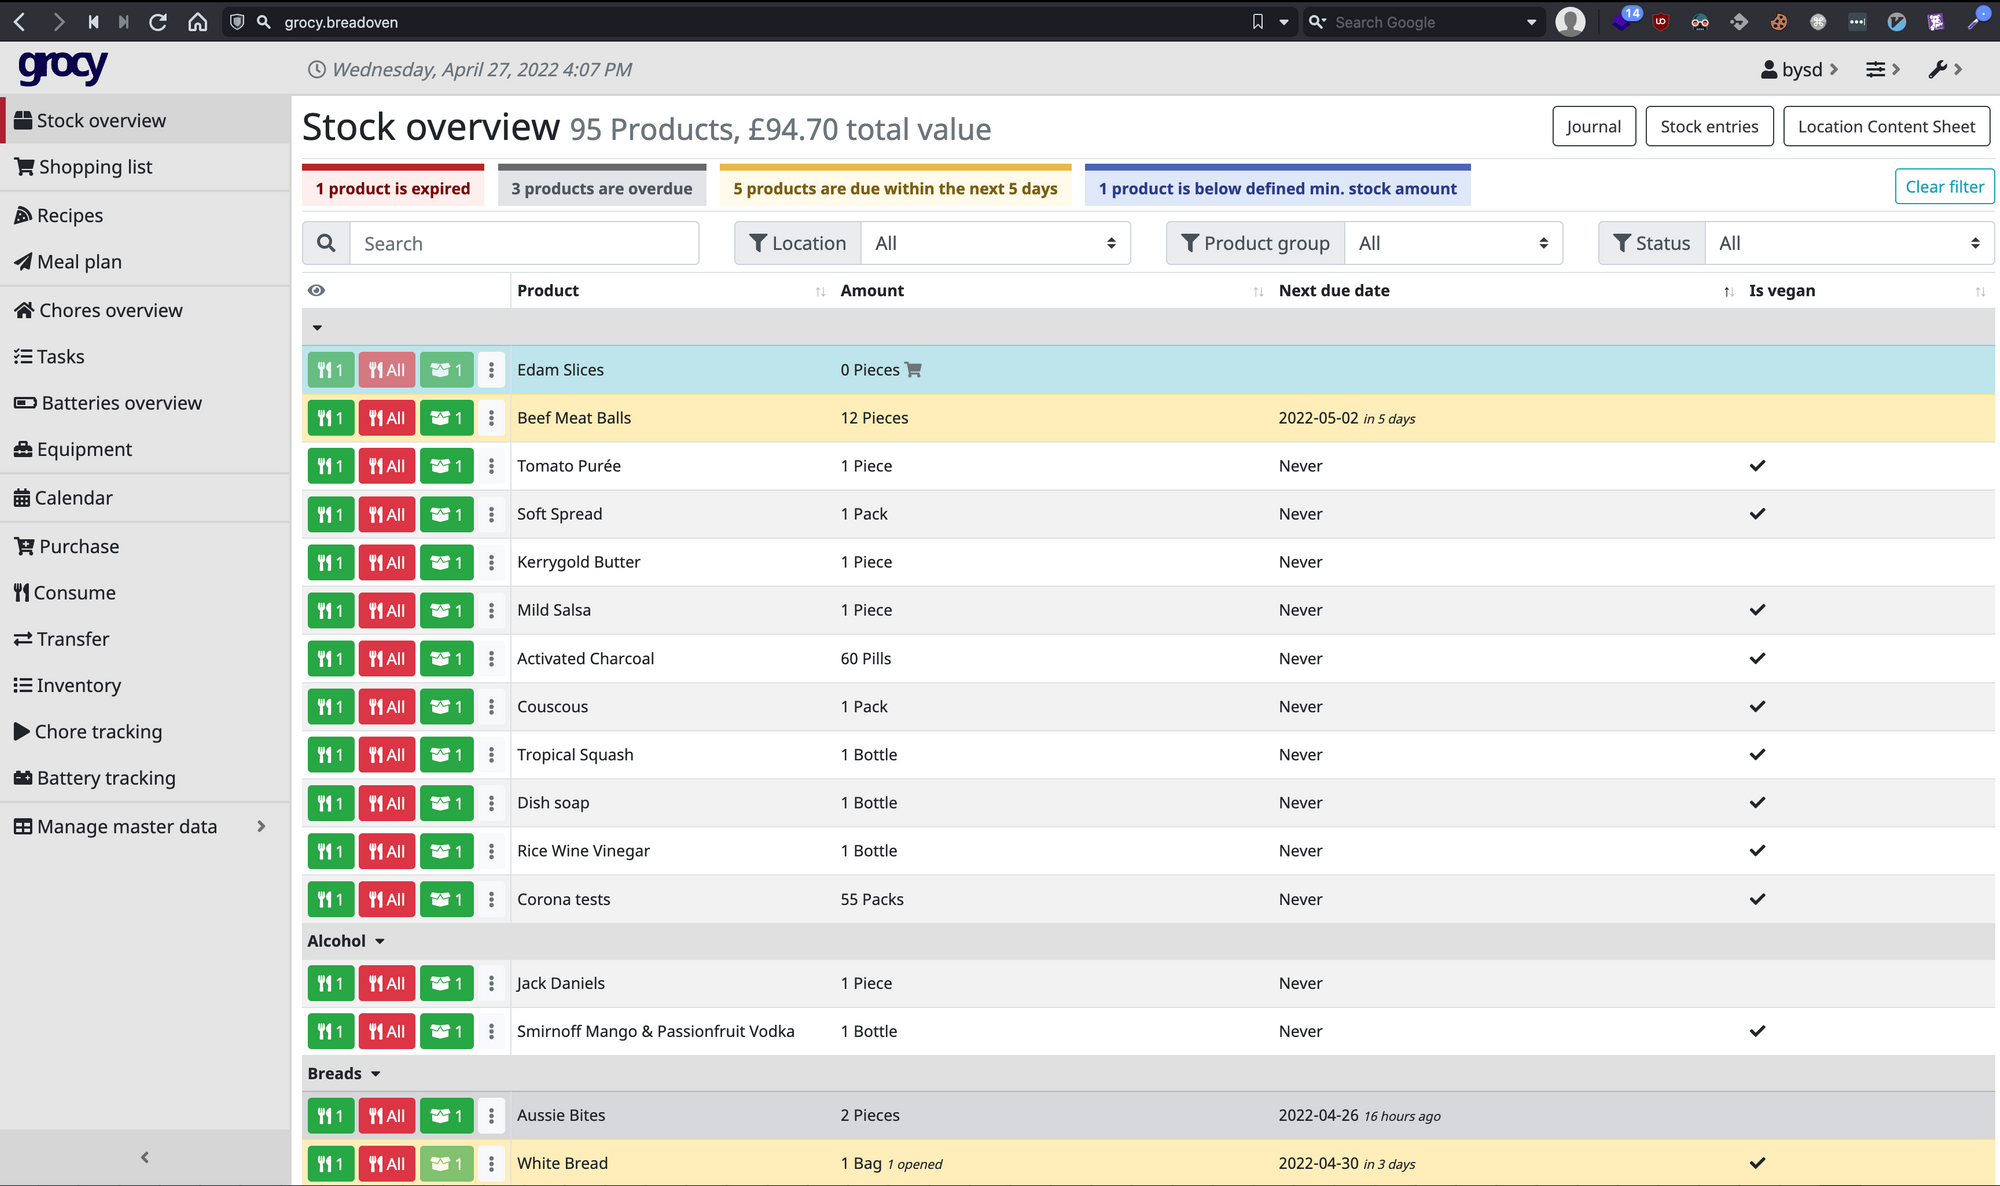 grocy.breadoven
Search Google
14
grocy
Wednesday, April 27, 2022 4:07 PM
bysd
Stock overview
Shopping list
Recipes
Meal plan
Chores overview
Tasks
Batteries overview
Equipment
Calendar
Purchase
Consume
Transfer
Inventory
Chore tracking
Battery tracking
Manage master data
Stock overview 95 Products, £94.70 total value
Journal
Stock entries
Location Content Sheet
1 product is expired
3 products are overdue
5 products are due within the next 5 days
1 product is below defined min. stock amount
Clear filter
Search
Location All
Product group All
Status All
Product Amount Next due date Is vegan
1 All 1 Edam Slices 0 Pieces
1 All 1 Beef Meat Balls 12 Pieces 2022-05-02 in 5 days
1 All 1 Tomato Purée 1 Piece Never
1 All 1 Soft Spread 1 Pack Never
1 All 1 Kerrygold Butter 1 Piece Never
1 All 1 Mild Salsa 1 Piece Never
1 All 1 Activated Charcoal 60 Pills Never
1 All 1 Couscous 1 Pack Never
1 All 1 Tropical Squash 1 Bottle Never
1 All 1 Dish soap 1 Bottle Never
1 All 1 Rice Wine Vinegar 1 Bottle Never
1 All 1 Corona tests 55 Packs Never
Alcohol
1 All 1 Jack Daniels 1 Piece Never
1 All 1 Smirnoff Mango & Passionfruit Vodka 1 Bottle Never
Breads
1 All 1 Aussie Bites 2 Pieces 2022-04-26 16 hours ago
1 All 1 White Bread 1 Bag 1 opened 2022-04-30 in 3 days